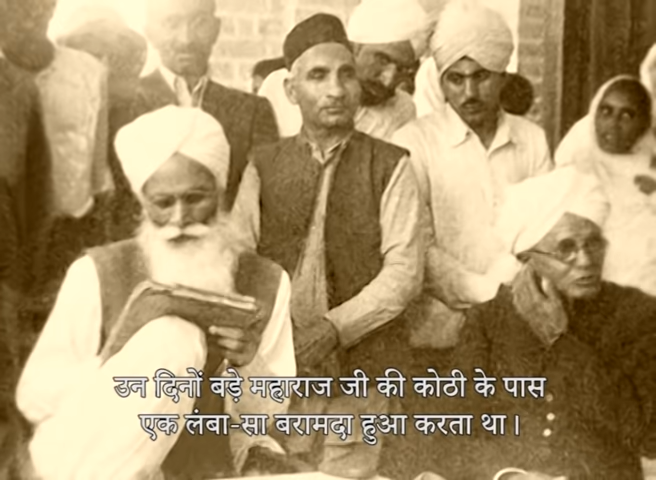 उन दिनों बड़े महाराज जी की कोठी के पास
एक लंबा-सा बरामदा हुआ करता था।